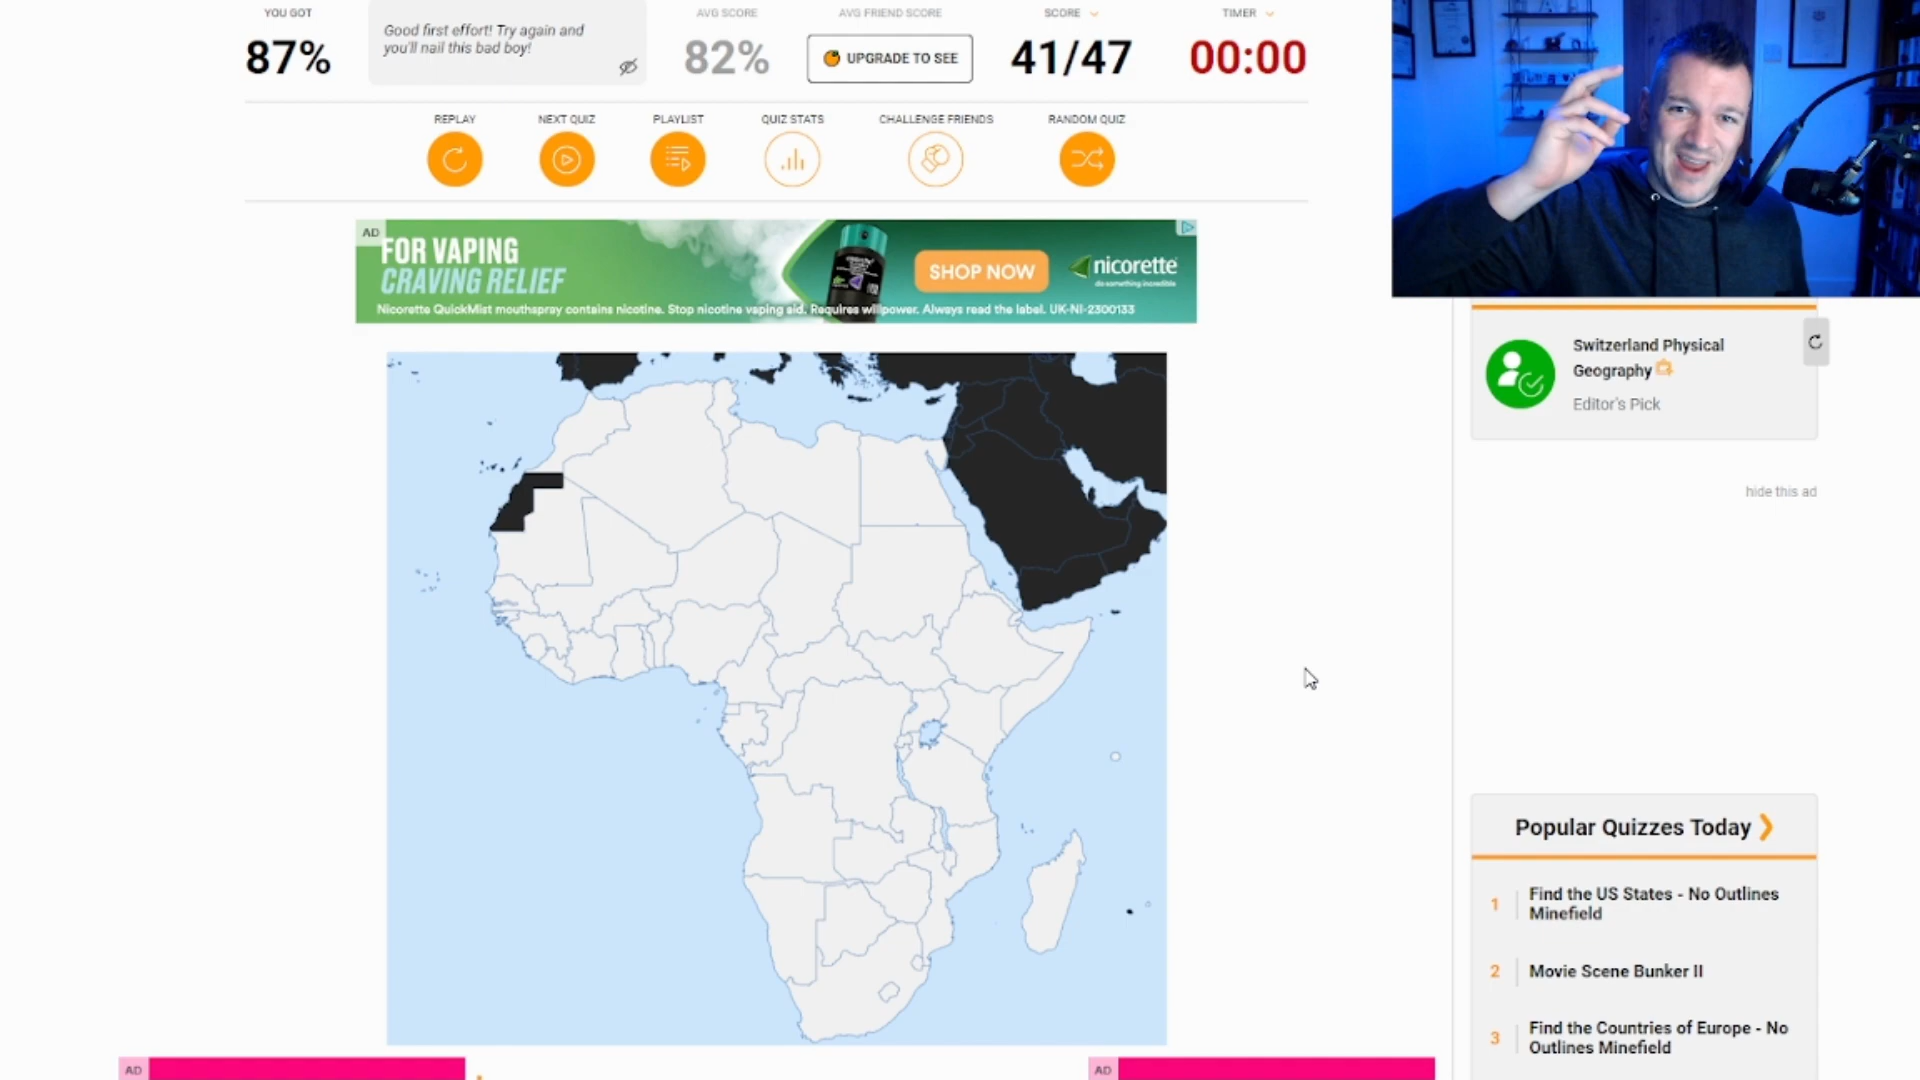 YOU GOT
87%
Good first effort! Try again and
you'll nail this bad boy!
AVG SCORE
82%
AVG FRIEND SCORE
UPGRADE TO SEE
SCORE
41/47
TIMER
00:00
REPLAY
NEXT QUIZ
PLAYLIST
QUIZ STATS
CHALLENGE FRIENDS
RANDOM QUIZ
AD
FOR VAPING
CRAVING RELIEF
SHOP NOW
nicorette
do something incredible
Nicorette QuickMist mouthspray contains nicotine. Stop nicotine vaping aid. Requires willpower. Always read the label. UK-NI-2300133
Switzerland Physical
Geography
Editor's Pick
hide this ad
Popular Quizzes Today
1
Find the US States - No Outlines
Minefield
2
Movie Scene Bunker II
3
Find the Countries of Europe - No
Outlines Minefield
AD
AD